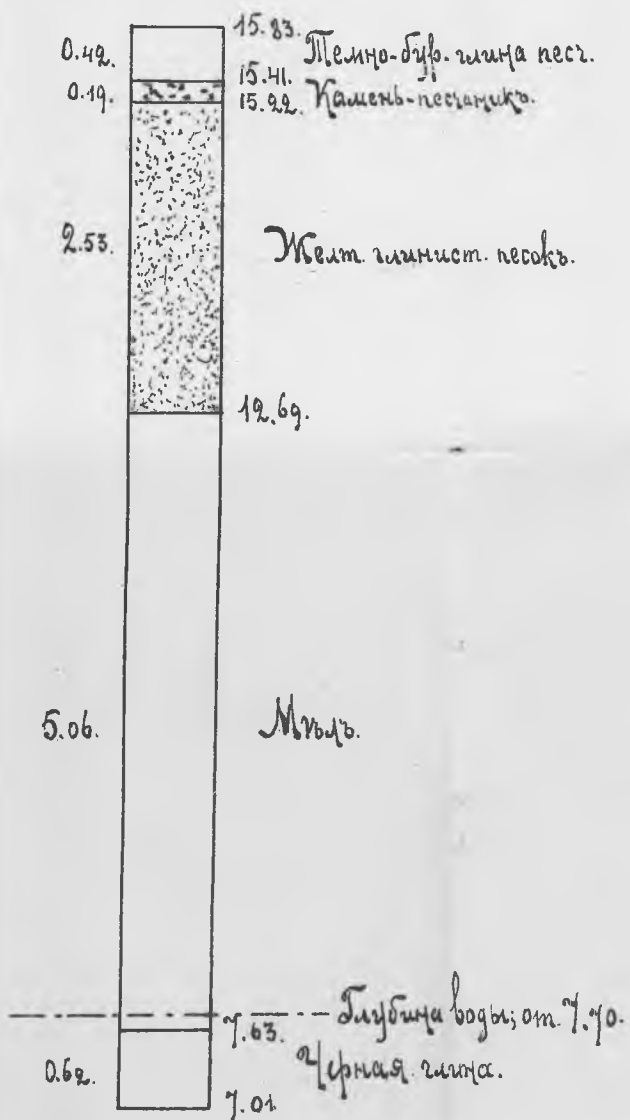 15.83.
0.42. Темно-бур. глина песч.
15.41.
0.19. 15.22. Камень-песчаникъ.
2.53. Желт. глинист. песокъ.
12.69.
5.06. Мѣлъ.
Глубина воды; от. 7.70.
7.63.
Черная глина.
0.62.
7.01